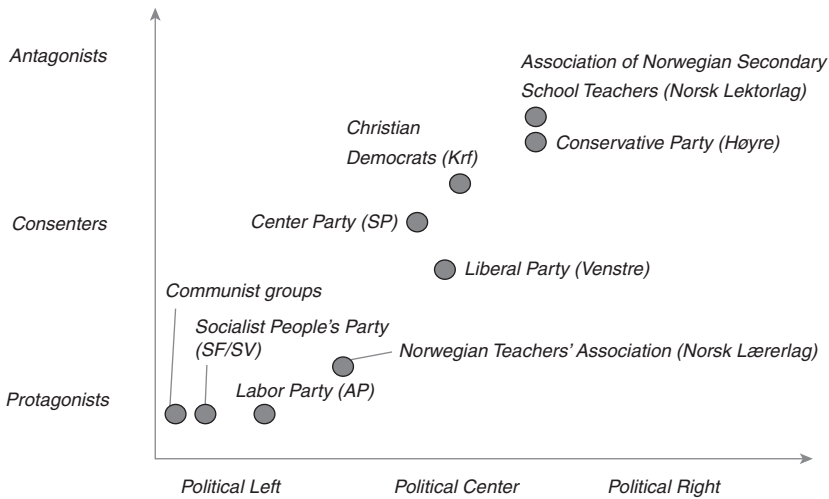 Antagonists
Association of Norwegian Secondary
School Teachers (Norsk Lektorlag)
Christian
Democrats (Krf)
Conservative Party (Høyre)
Consenters
Center Party (SP)
Liberal Party (Venstre)
Communist groups
Socialist People's Party
(SF/SV)
Norwegian Teachers' Association (Norsk Lærerlag)
Labor Party (AP)
Protagonists
Political Left
Political Center
Political Right